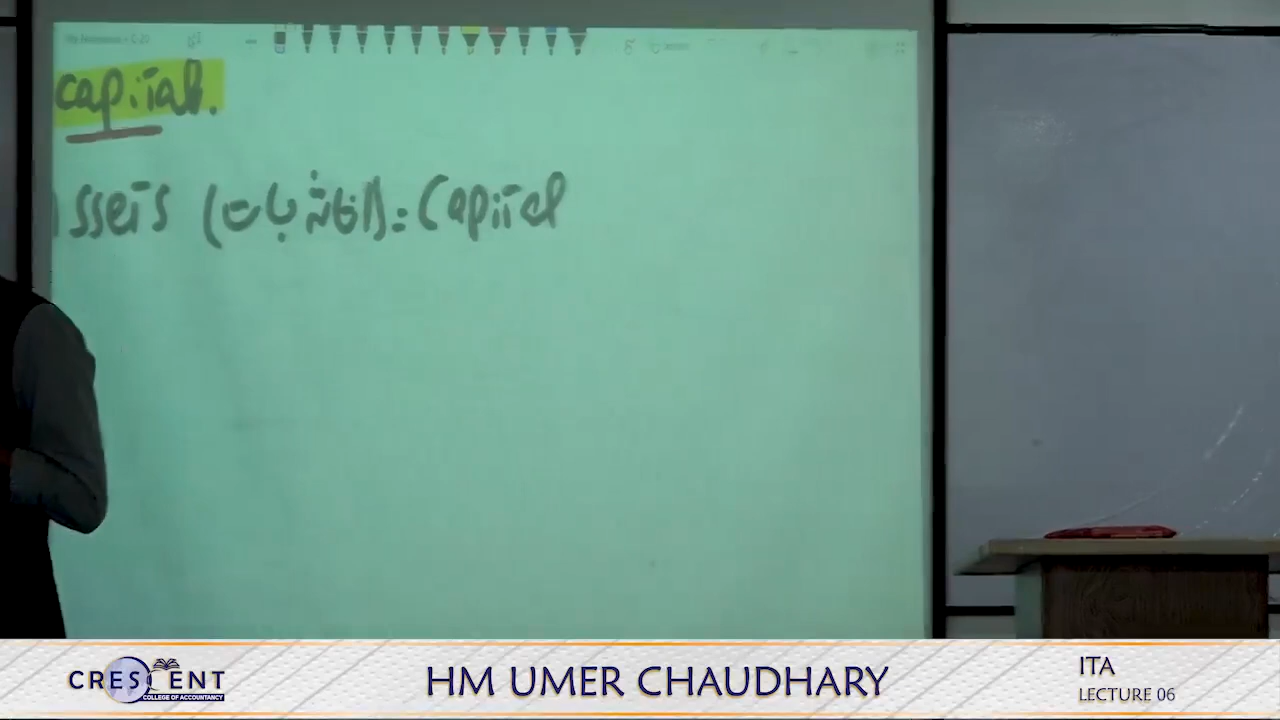 capital.
ssets (اثاثہ جات): Capital
CRESCENT
COLLEGE OF ACCOUNTANCY
HM UMER CHAUDHARY
ITA
LECTURE 06